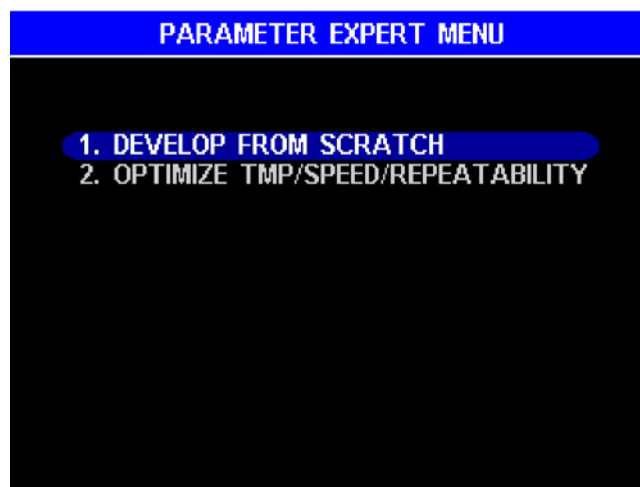 PARAMETER EXPERT MENU
1. DEVELOP FROM SCRATCH
2. OPTIMIZE TMP/SPEED/REPEATABILITY